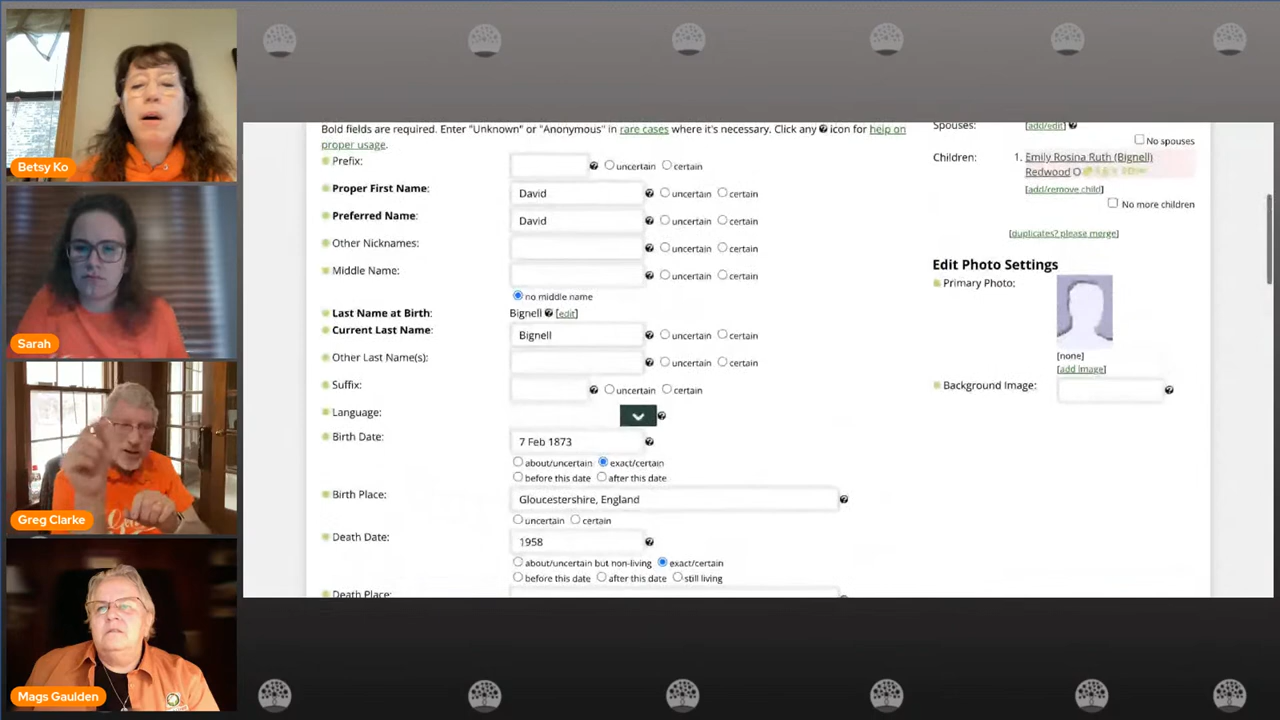 Betsy Ko
Sarah
Greg Clarke
Mags Gaulden
Bold fields are required. Enter "Unknown" or "Anonymous" in rare cases where it's necessary. Click any ? icon for help on
proper usage.
Prefix: ? uncertain certain
Proper First Name: David ? uncertain certain
Preferred Name: David ? uncertain certain
Other Nicknames: ? uncertain certain
Middle Name: ? uncertain certain
no middle name
Last Name at Birth: Bignell ? [edit]
Current Last Name: Bignell ? uncertain certain
Other Last Name(s): ? uncertain certain
Suffix: ? uncertain certain
Language: ?
Birth Date: 7 Feb 1873 ?
about/uncertain exact/certain
before this date after this date
Birth Place: Gloucestershire, England ?
uncertain certain
Death Date: 1958 ?
about/uncertain but non-living exact/certain
before this date after this date still living
Death Place:
Spouses: [add/edit] ?
No spouses
Children: 1. Emily Rosina Ruth (Bignell)
Redwood
[add/remove child]
No more children
[duplicates? please merge]
Edit Photo Settings
Primary Photo:
[none]
[add image]
Background Image: ?